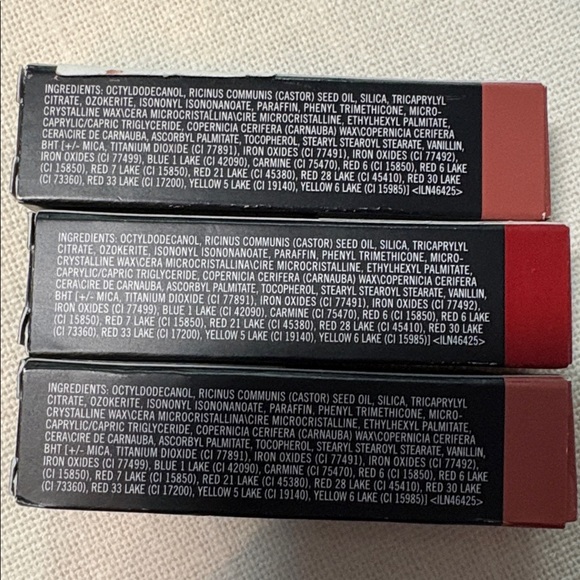 INGREDIENTS: OCTYLDODECANOL, RICINUS COMMUNIS (CASTOR) SEED OIL, SILICA, TRICAPRYLYL
CITRATE, OZOKERITE, ISONONYL ISONONANOATE, PARAFFIN, PHENYL TRIMETHICONE, MICRO-
CRYSTALLINE WAX\CERA MICROCRISTALLINA\CIRE MICROCRISTALLINE, ETHYLHEXYL PALMITATE,
CAPRYLIC/CAPRIC TRIGLYCERIDE, COPERNICIA CERIFERA (CARNAUBA) WAX\COPERNICIA CERIFERA
CERA\CIRE DE CARNAUBA, ASCORBYL PALMITATE, TOCOPHEROL, STEARYL STEAROYL STEARATE, VANILLIN,
BHT [+/- MICA, TITANIUM DIOXIDE (CI 77891), IRON OXIDES (CI 77491), IRON OXIDES (CI 77492),
IRON OXIDES (CI 77499), BLUE 1 LAKE (CI 42090), CARMINE (CI 75470), RED 6 (CI 15850), RED 6 LAKE
(CI 15850), RED 7 LAKE (CI 15850), RED 21 LAKE (CI 45380), RED 28 LAKE (CI 45410), RED 30 LAKE
(CI 73360), RED 33 LAKE (CI 17200), YELLOW 5 LAKE (CI 19140), YELLOW 6 LAKE (CI 15985)] <ILN46425>
INGREDIENTS: OCTYLDODECANOL, RICINUS COMMUNIS (CASTOR) SEED OIL, SILICA, TRICAPRYLYL
CITRATE, OZOKERITE, ISONONYL ISONONANOATE, PARAFFIN, PHENYL TRIMETHICONE, MICRO-
CRYSTALLINE WAX\CERA MICROCRISTALLINA\CIRE MICROCRISTALLINE, ETHYLHEXYL PALMITATE,
CAPRYLIC/CAPRIC TRIGLYCERIDE, COPERNICIA CERIFERA (CARNAUBA) WAX\COPERNICIA CERIFERA
CERA\CIRE DE CARNAUBA, ASCORBYL PALMITATE, TOCOPHEROL, STEARYL STEAROYL STEARATE, VANILLIN,
BHT [+/- MICA, TITANIUM DIOXIDE (CI 77891), IRON OXIDES (CI 77491), IRON OXIDES (CI 77492),
IRON OXIDES (CI 77499), BLUE 1 LAKE (CI 42090), CARMINE (CI 75470), RED 6 (CI 15850), RED 6 LAKE
(CI 15850), RED 7 LAKE (CI 15850), RED 21 LAKE (CI 45380), RED 28 LAKE (CI 45410), RED 30 LAKE
(CI 73360), RED 33 LAKE (CI 17200), YELLOW 5 LAKE (CI 19140), YELLOW 6 LAKE (CI 15985)] <ILN46425>
INGREDIENTS: OCTYLDODECANOL, RICINUS COMMUNIS (CASTOR) SEED OIL, SILICA, TRICAPRYLYL
CITRATE, OZOKERITE, ISONONYL ISONONANOATE, PARAFFIN, PHENYL TRIMETHICONE, MICRO-
CRYSTALLINE WAX\CERA MICROCRISTALLINA\CIRE MICROCRISTALLINE, ETHYLHEXYL PALMITATE,
CAPRYLIC/CAPRIC TRIGLYCERIDE, COPERNICIA CERIFERA (CARNAUBA) WAX\COPERNICIA CERIFERA
CERA\CIRE DE CARNAUBA, ASCORBYL PALMITATE, TOCOPHEROL, STEARYL STEAROYL STEARATE, VANILLIN,
BHT [+/- MICA, TITANIUM DIOXIDE (CI 77891), IRON OXIDES (CI 77491), IRON OXIDES (CI 77492),
IRON OXIDES (CI 77499), BLUE 1 LAKE (CI 42090), CARMINE (CI 75470), RED 6 (CI 15850), RED 6 LAKE
(CI 15850), RED 7 LAKE (CI 15850), RED 21 LAKE (CI 45380), RED 28 LAKE (CI 45410), RED 30 LAKE
(CI 73360), RED 33 LAKE (CI 17200), YELLOW 5 LAKE (CI 19140), YELLOW 6 LAKE (CI 15985)] <ILN46425>